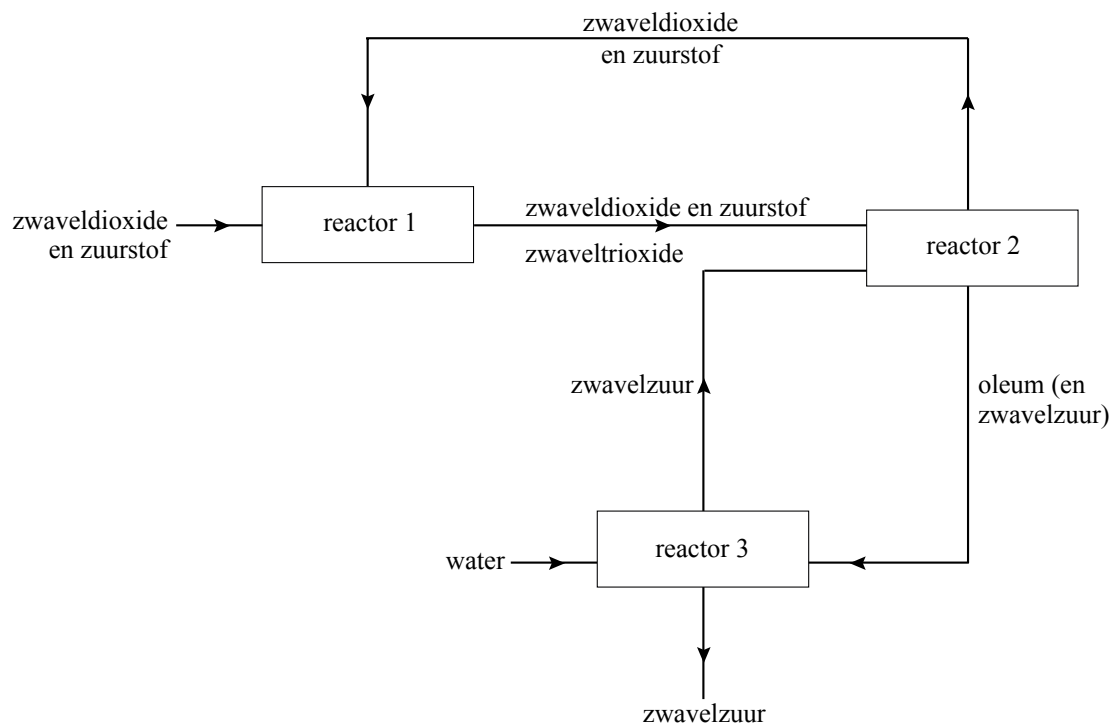 zwaveldioxide
en zuurstof
zwaveldioxide
en zuurstof
reactor 1
zwaveldioxide en zuurstof
zwaveltrioxide
reactor 2
zwavelzuur
oleum (en
zwavelzuur)
water
reactor 3
zwavelzuur